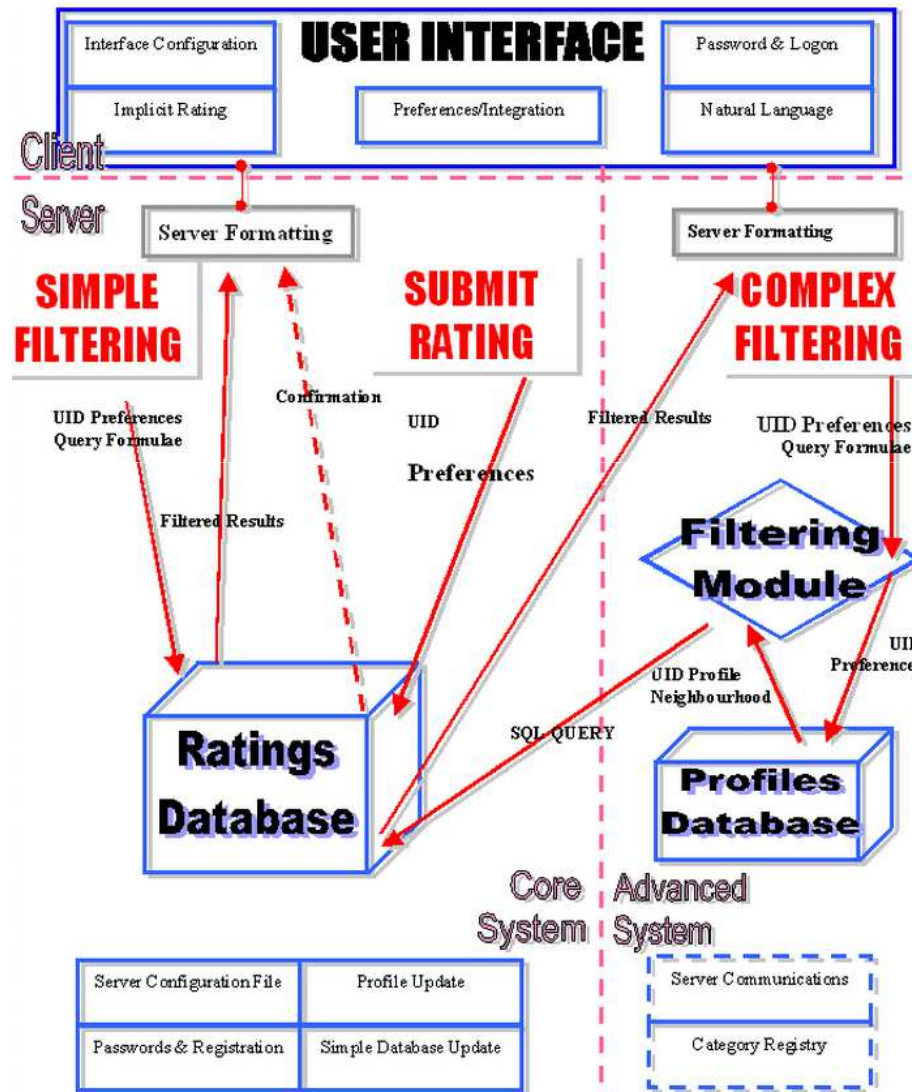 USER INTERFACE
Interface Configuration
Implicit Rating
Preferences/Integration
Password & Logon
Natural Language
Client
Server
Server Formatting
Server Formatting
SIMPLE
FILTERING
SUBMIT
RATING
COMPLEX
FILTERING
UID Preferences
Query Formulae
Confirmation
UID
Preferences
Filtered Results
Filtered Results
UID Preferences
Query Formulae
Filtering
Module
UID Profile
Neighbourhood
UI
Preference
SQL QUERY
Ratings
Database
Profiles
Database
Core
System
Advanced
System
Server Configuration File
Profile Update
Passwords & Registration
Simple Database Update
Server Communications
Category Registry